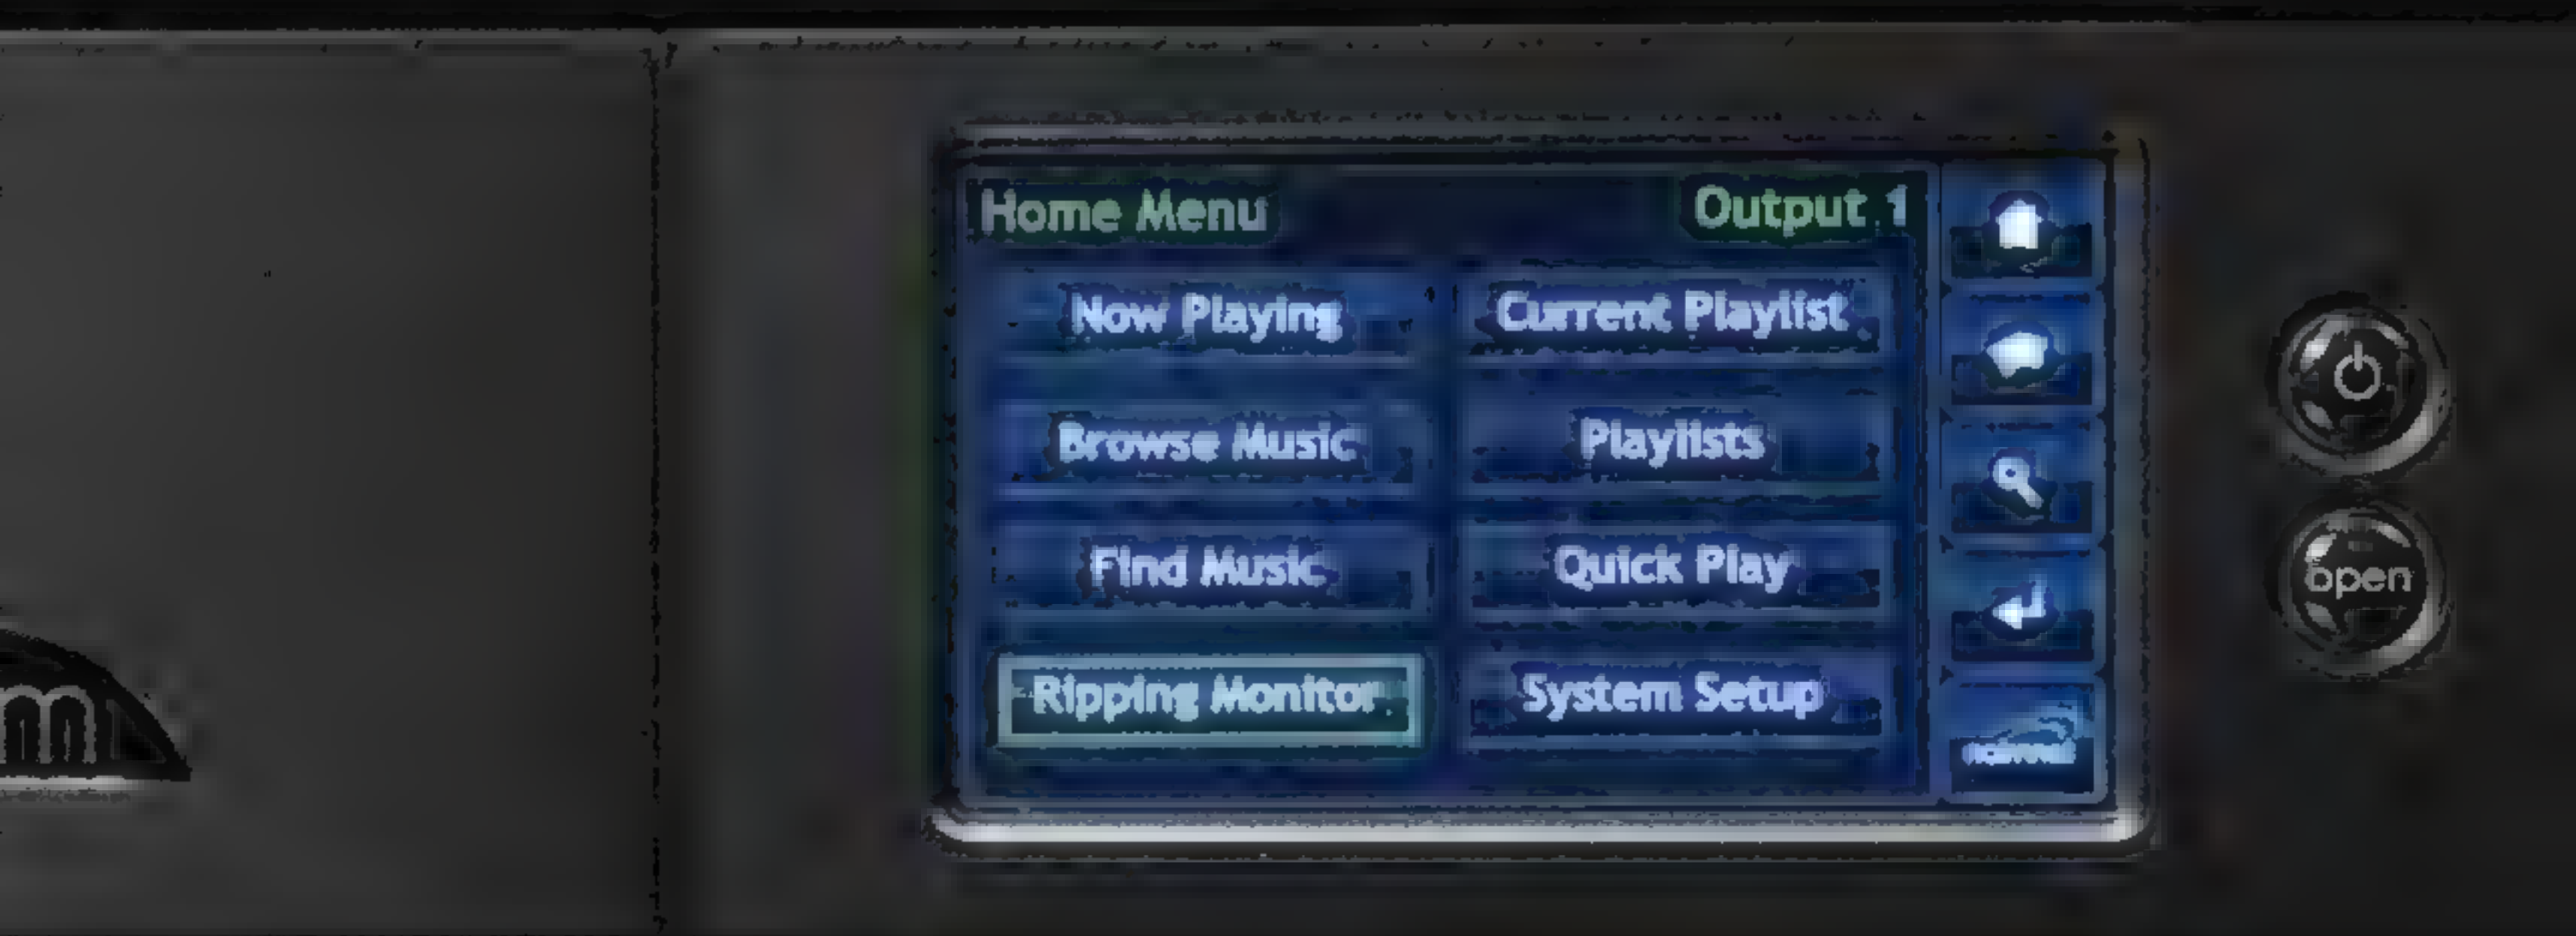 Home Menu Output 1
Now Playing Current Playlist
Browse Music Playlists
Find Music Quick Play
Ripping Monitor System Setup
open
m